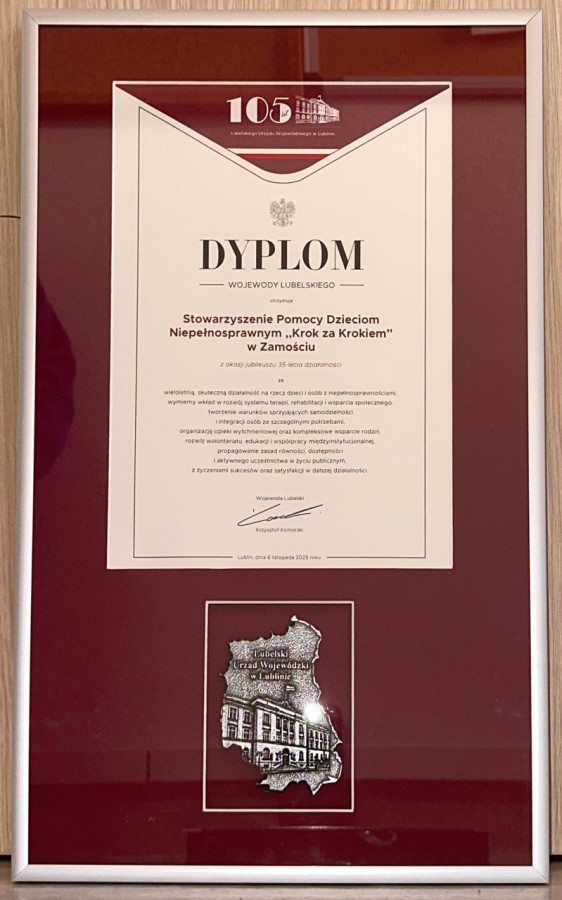 105 lat
Lubelskiego Urzędu Wojewódzkiego w Lublinie
DYPLOM
WOJEWODY LUBELSKIEGO
otrzymuje
Stowarzyszenie Pomocy Dzieciom
Niepełnosprawnym „Krok za Krokiem”
w Zamościu
z okazji jubileuszu 35-lecia działalności
za
wieloletnią, skuteczną działalność na rzecz dzieci i osób z niepełnosprawnościami,
wymierny wkład w rozwój systemu terapii, rehabilitacji i wsparcia społecznego,
tworzenie warunków sprzyjających samodzielności
i integracji osób ze szczególnymi potrzebami,
organizację opieki wytchnieniowej oraz kompleksowe wsparcie rodzin,
rozwój wolontariatu, edukacji i współpracy międzyinstytucjonalnej,
propagowanie zasad równości, dostępności
i aktywnego uczestnictwa w życiu publicznym,
z życzeniami sukcesów oraz satysfakcji w dalszej działalności.
Wojewoda Lubelski
Krzysztof Komorski
Lublin, dnia 6 listopada 2025 roku
Lubelski
Urząd Wojewódzki
w Lublinie